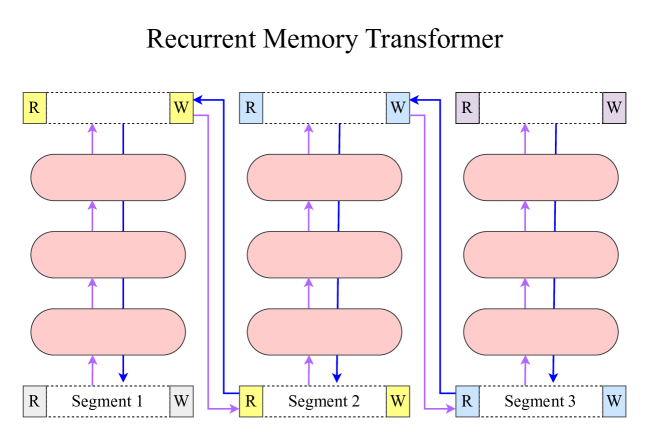 Recurrent Memory Transformer
R W R W R W
R Segment 1 W R Segment 2 W R Segment 3 W